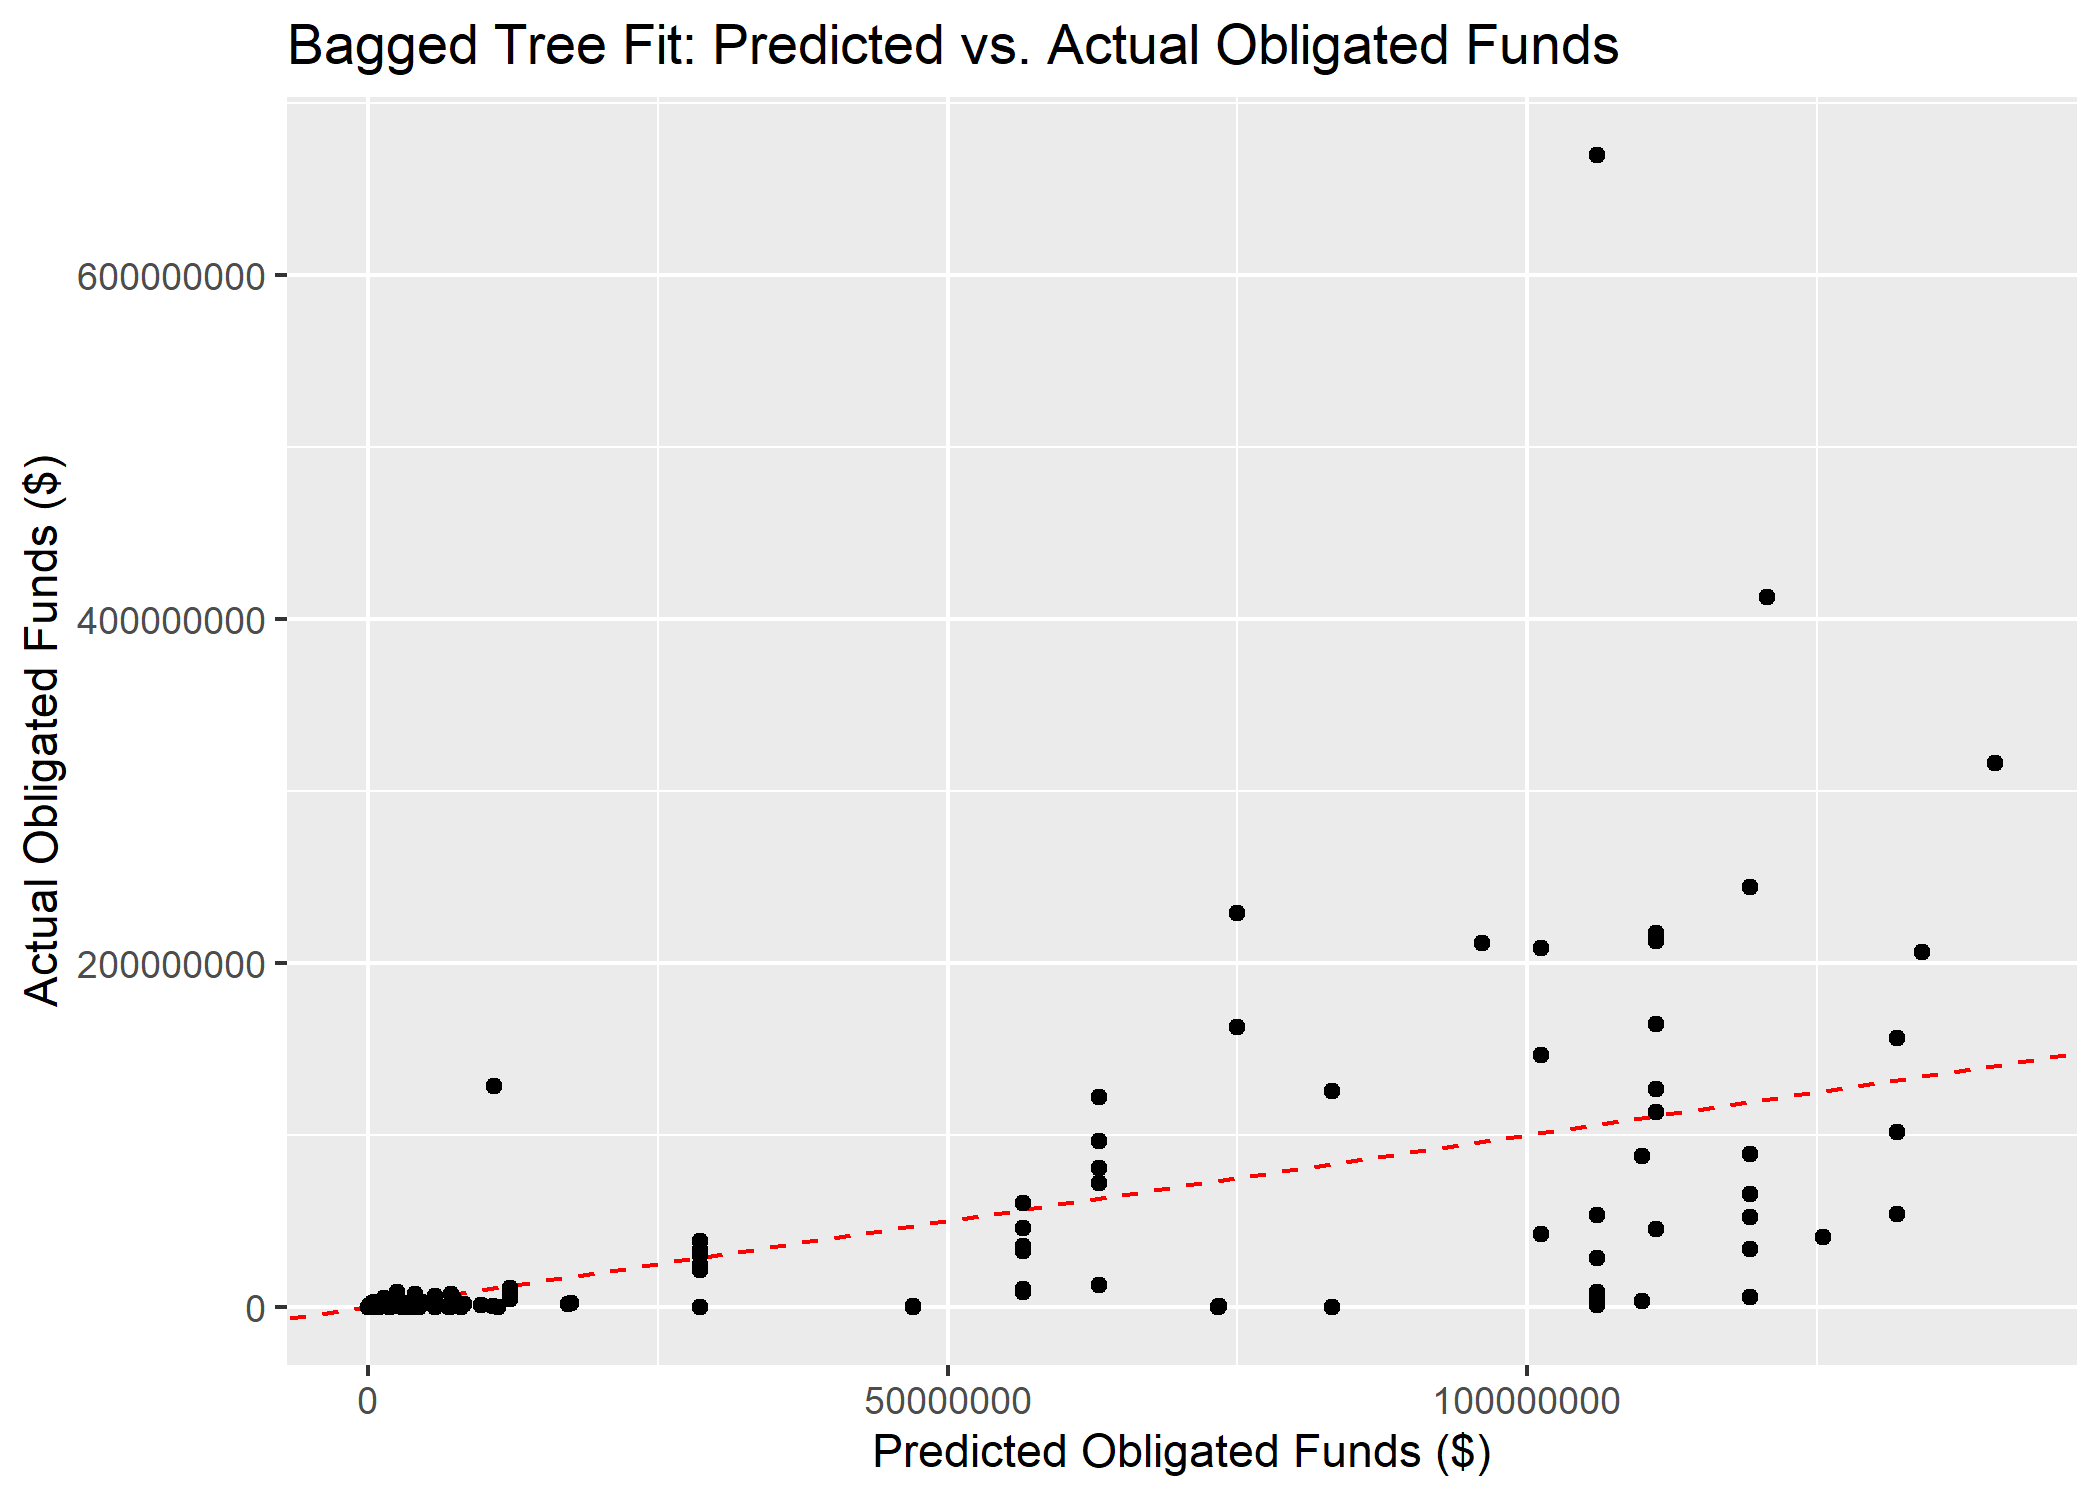 Bagged Tree Fit: Predicted vs. Actual Obligated Funds
Actual Obligated Funds ($)
600000000
400000000
200000000
0
0
50000000
100000000
Predicted Obligated Funds ($)